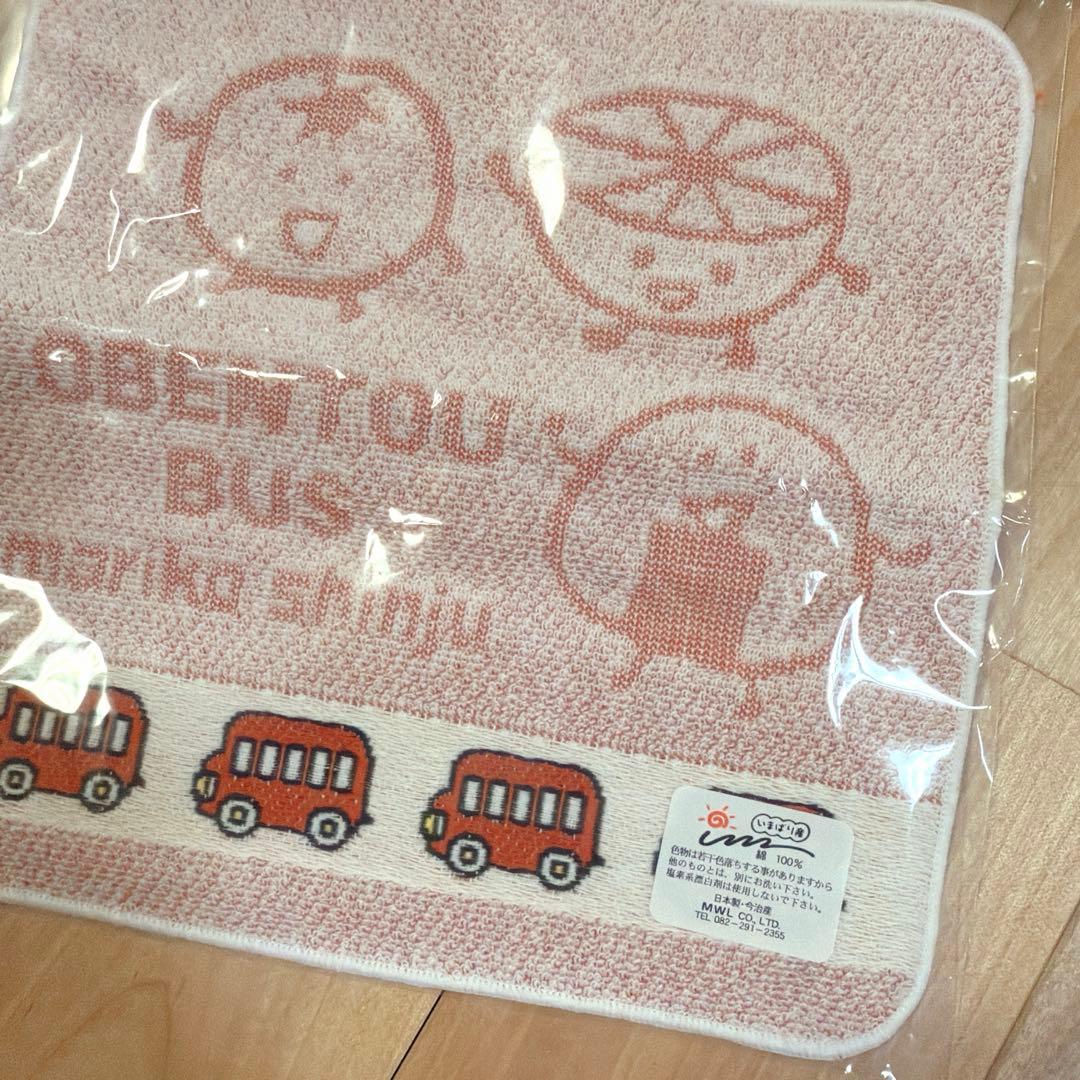 OBENTOU
BUS
marika shinju
いまばり産
綿 100%
色物は若干色落ちする事がありますから
他のものとは、別にお洗い下さい。
塩素系漂白剤は使用しないで下さい。
日本製・今治産
MWL CO., LTD.
TEL 082-291-2355